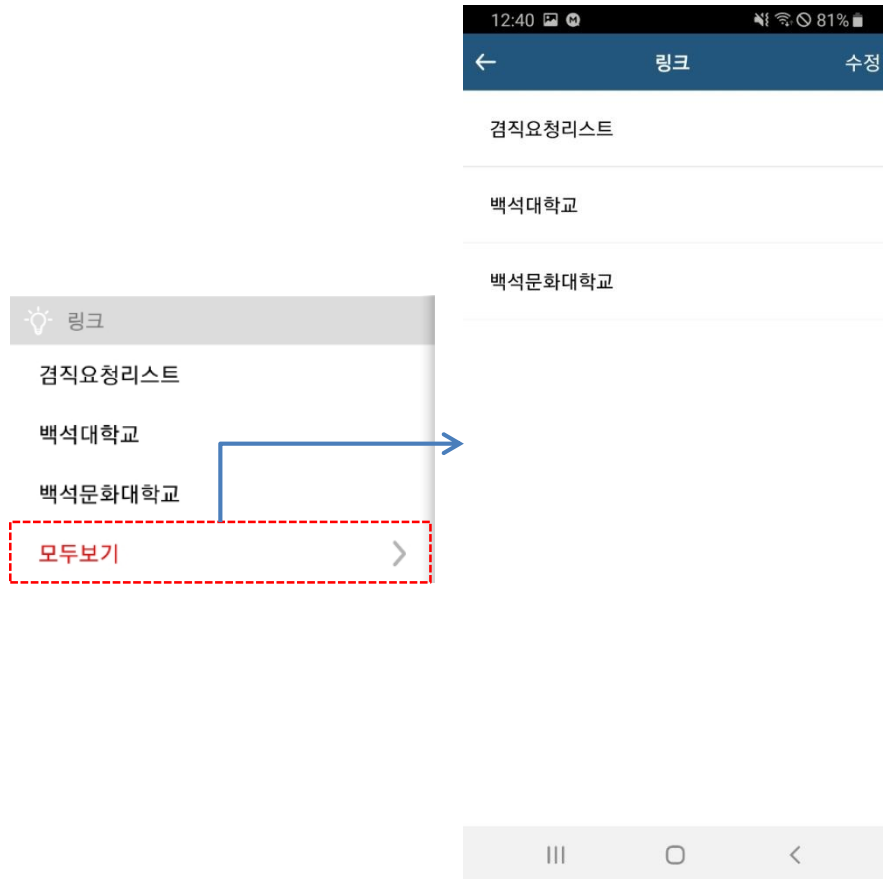 12:40 81%
링크 수정
겸직요청리스트
백석대학교
백석문화대학교
링크
겸직요청리스트
백석대학교
백석문화대학교
모두보기